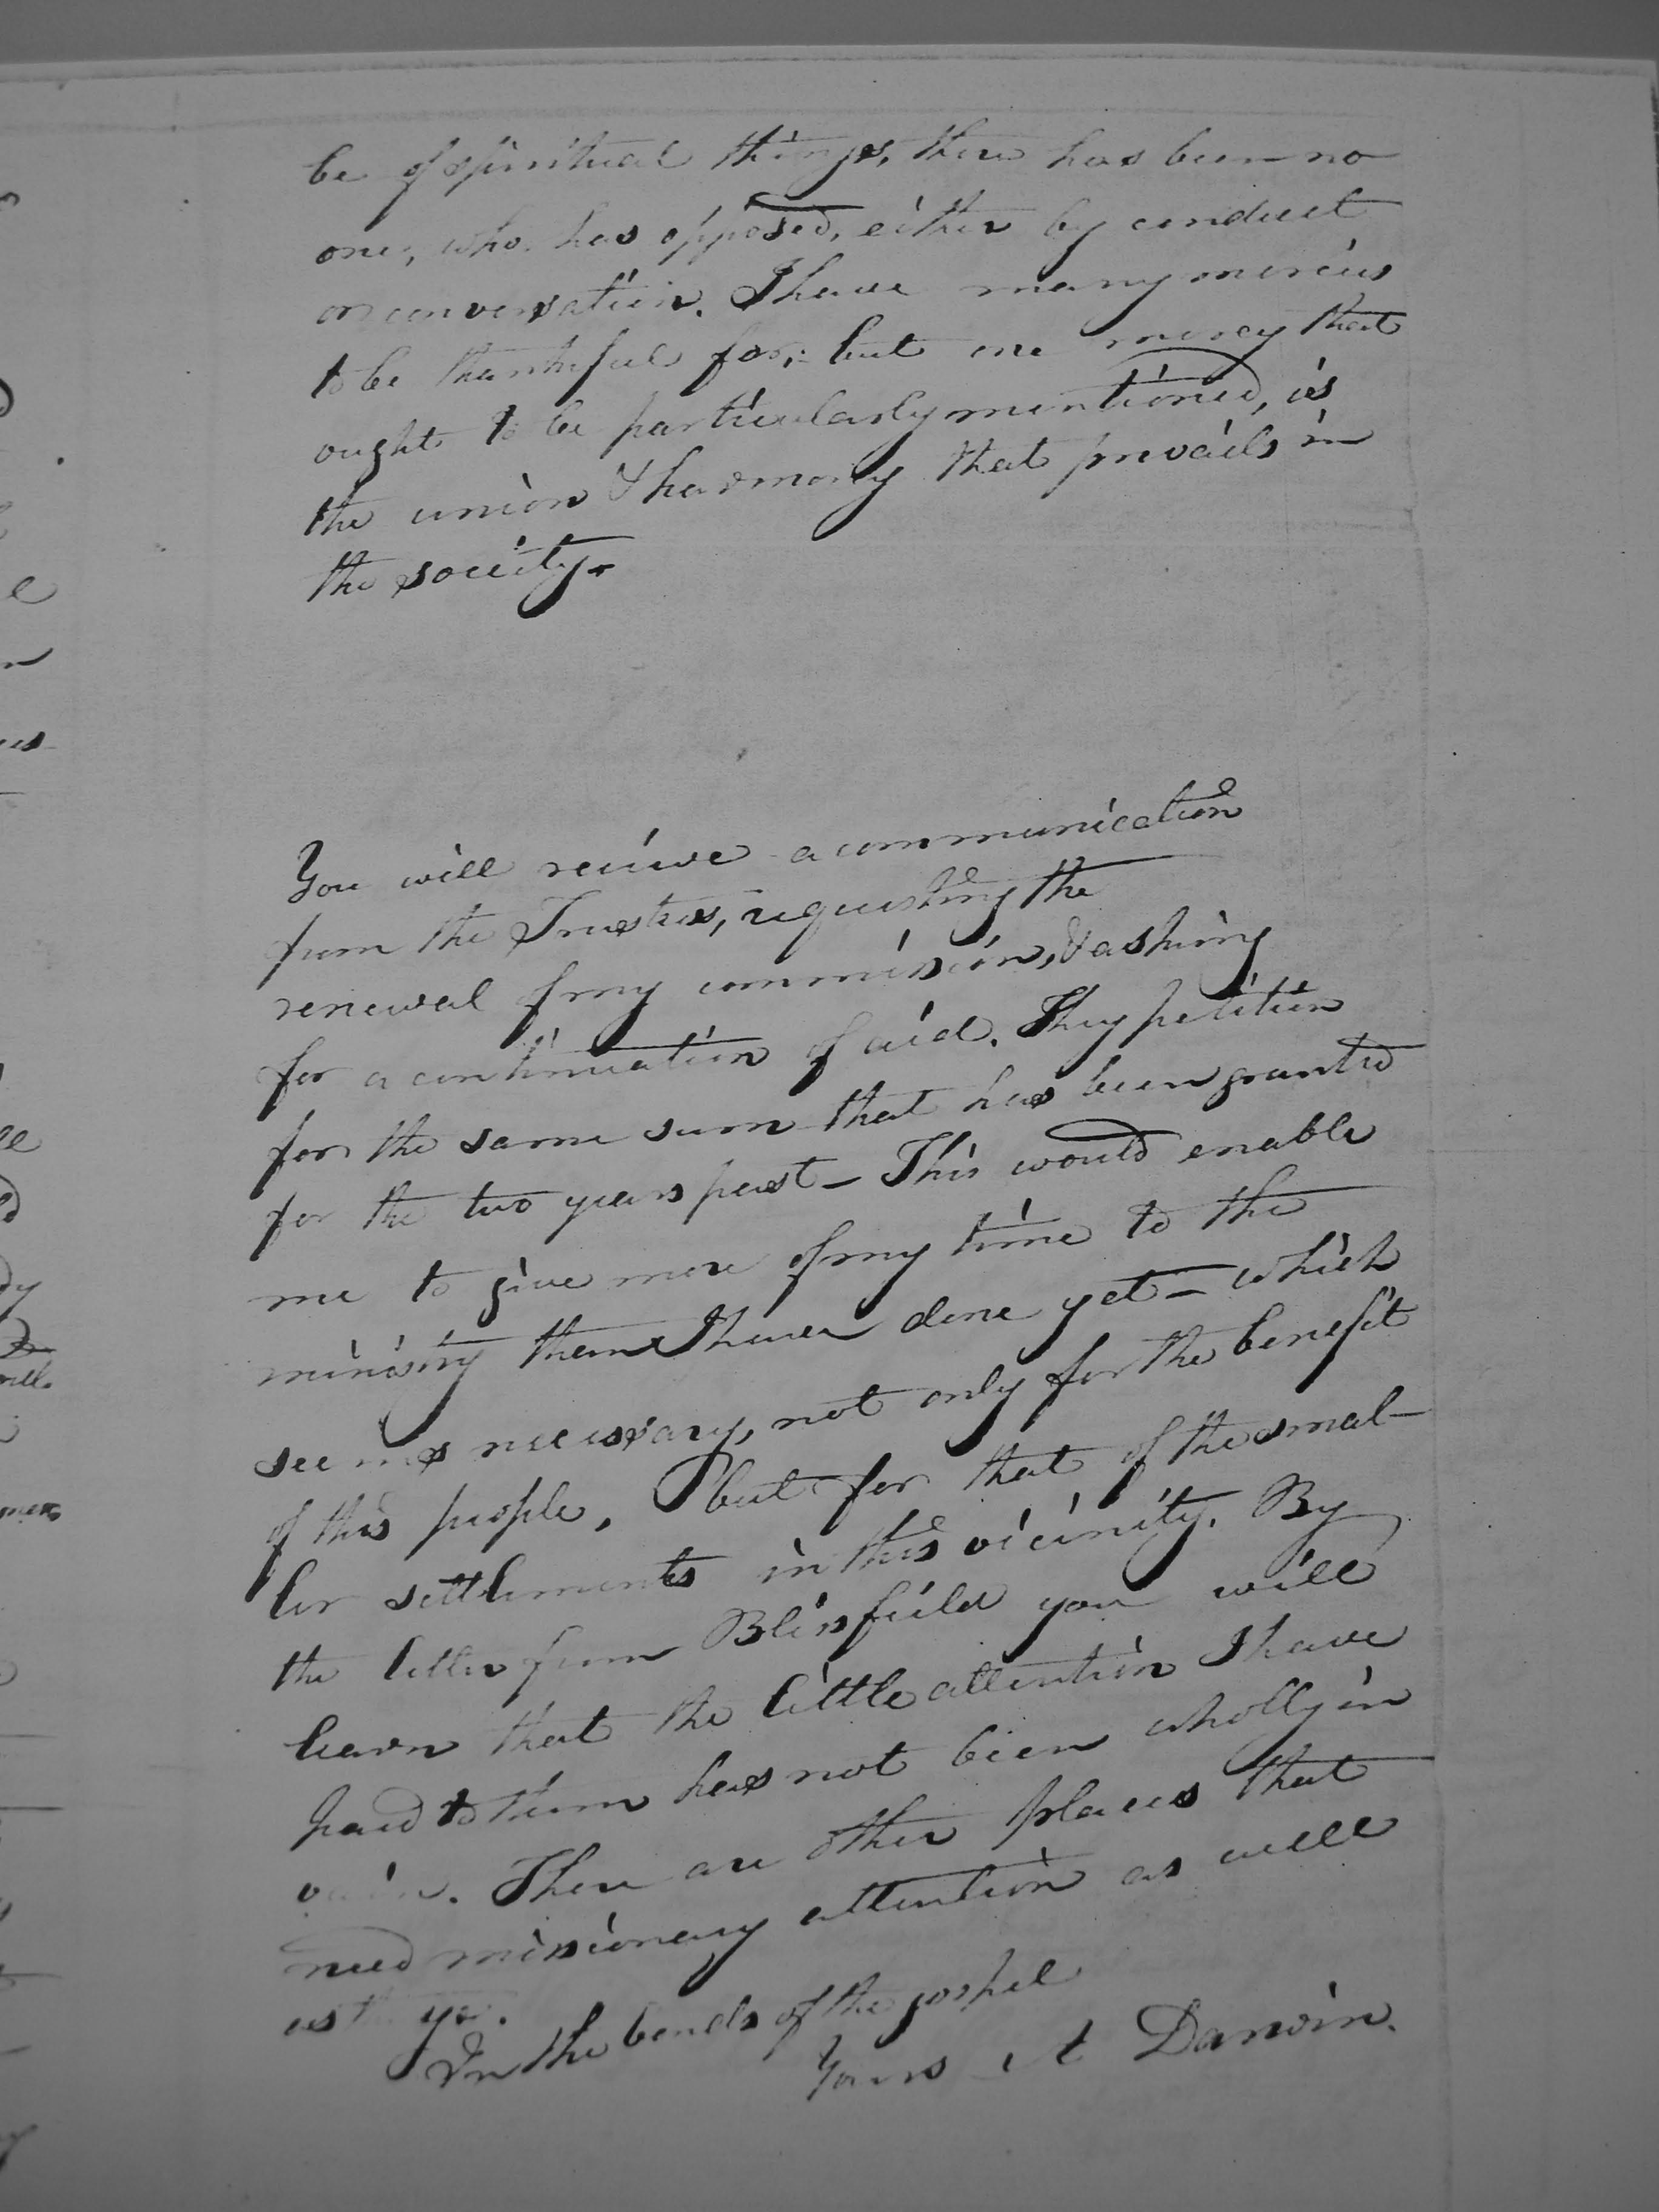 be of spiritual things, there has been no
one, who has opposed, either by conduct
or conversation. I have many mercies
to be thankful for, but one mercy that
ought to be particularly mentioned, is
the union & harmony that prevails in
the society.
You will recieve a communication
from the Trustees, requesting the
renewal of my commission, & asking
for a continuation of aid. They petition
for the same sum that has been granted
for the two years past - This would enable
me to give more of my time to the
ministry than I have done yet - which
seems necessary, not only for the benefit
of this people, but for that of the smal-
ler settlements in this vicinity. By
the letter from Blissfield you will
learn that the little attention I have
paid to them has not been wholly in
vain. There are other places that
need missionary attention as well
as
In the bonds of the gospel
Yours Darwin.